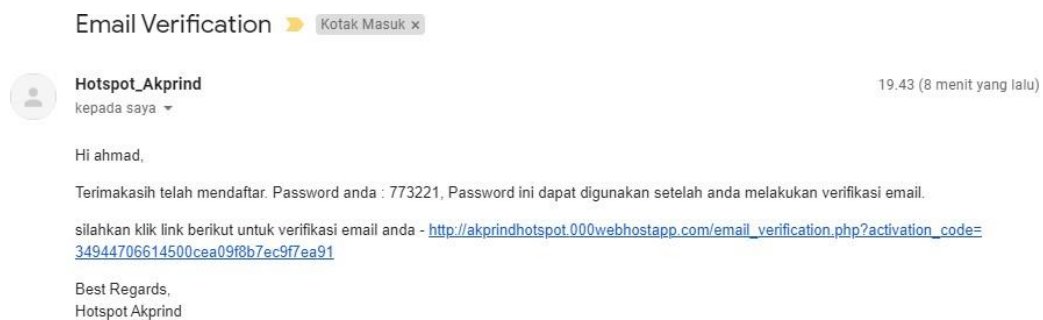 Email Verification Kotak Masuk x
Hotspot_Akprind 19.43 (8 menit yang lalu)
kepada saya
Hi ahmad,
Terimakasih telah mendaftar. Password anda : 773221, Password ini dapat digunakan setelah anda melakukan verifikasi email.
silahkan klik link berikut untuk verifikasi email anda - http://akprindhotspot.000webhostapp.com/email_verification.php?activation_code=
34944706614500cea09f8b7ec9f7ea91
Best Regards,
Hotspot Akprind